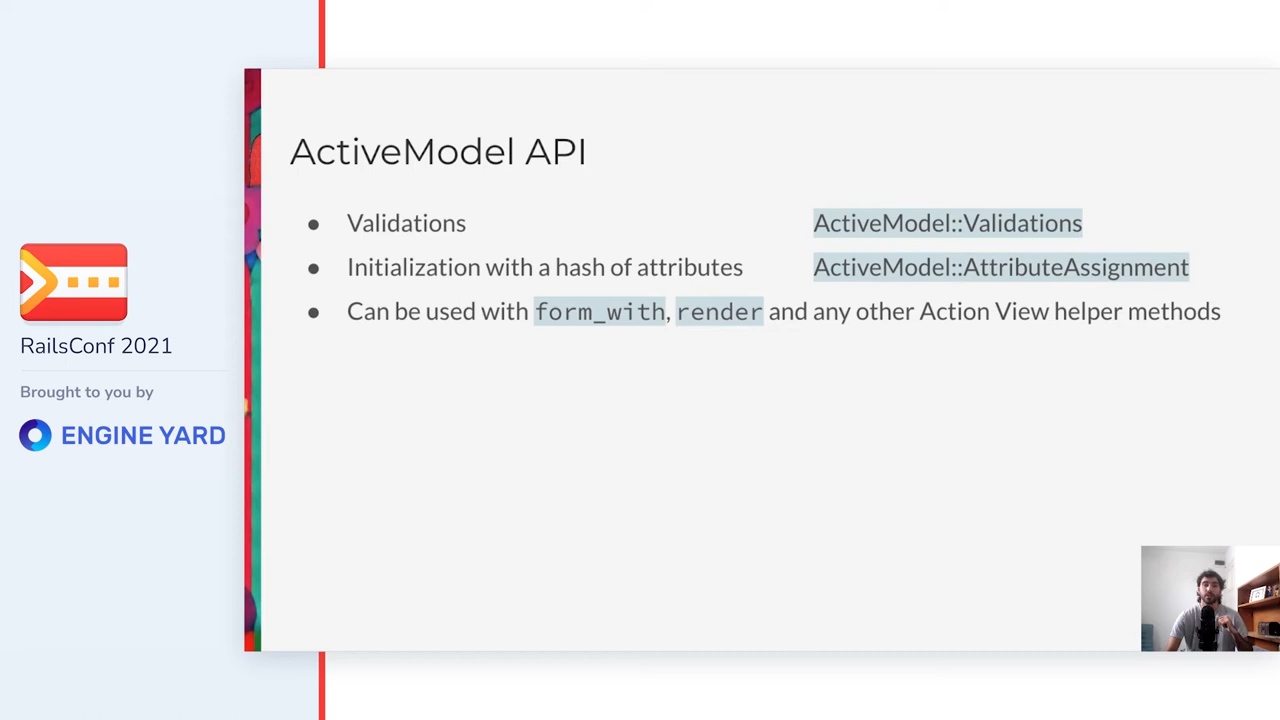 ActiveModel API
● Validations ActiveModel::Validations
● Initialization with a hash of attributes ActiveModel::AttributeAssignment
● Can be used with form_with, render and any other Action View helper methods
RailsConf 2021
Brought to you by
ENGINE YARD